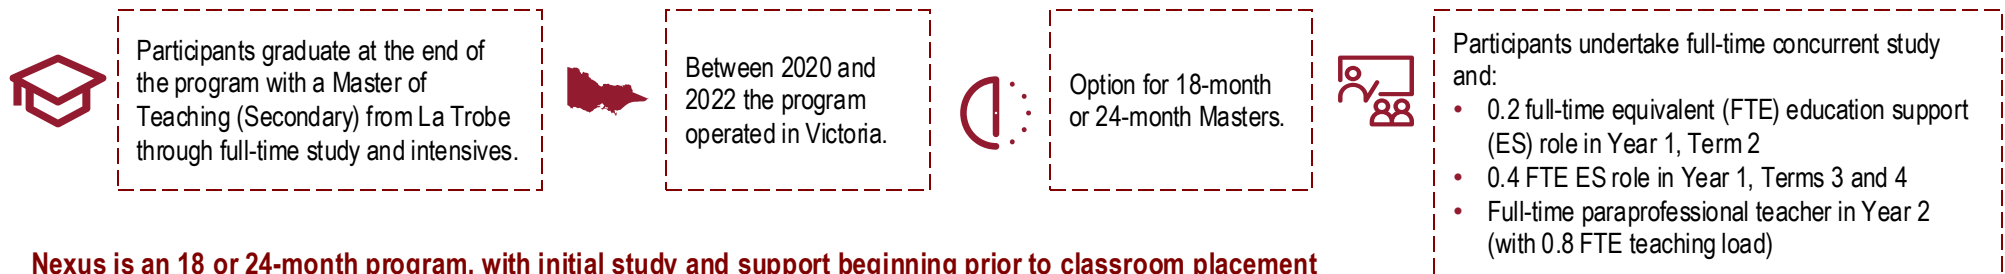 Participants graduate at the end of
the program with a Master of
Teaching (Secondary) from La Trobe
through full-time study and intensives.
Between 2020 and
2022 the program
operated in Victoria.
Option for 18-month
or 24-month Masters.
Participants undertake full-time concurrent study
and:
• 0.2 full-time equivalent (FTE) education support
(ES) role in Year 1, Term 2
• 0.4 FTE ES role in Year 1, Terms 3 and 4
• Full-time paraprofessional teacher in Year 2
(with 0.8 FTE teaching load)
Nexus is an 18 or 24-month program, with initial study and support beginning prior to classroom placement